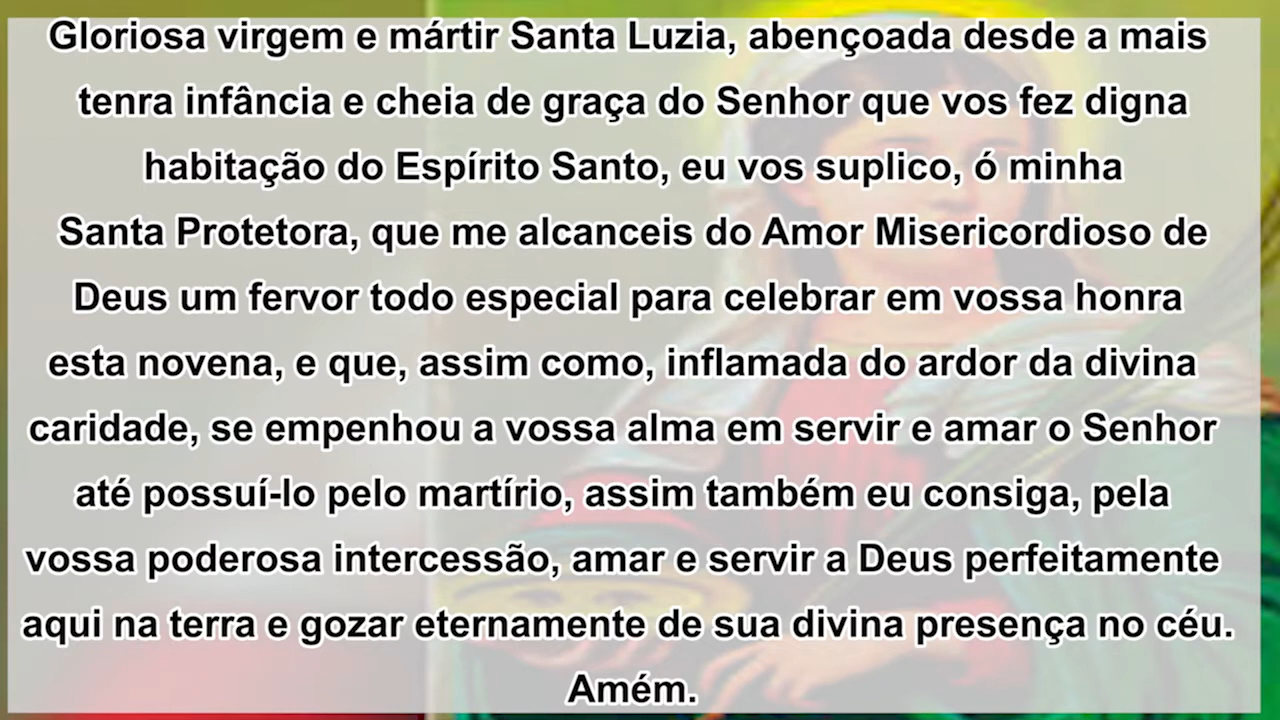 Gloriosa virgem e mártir Santa Luzia, abençoada desde a mais
tenra infância e cheia de graça do Senhor que vos fez digna
habitação do Espírito Santo, eu vos suplico, ó minha
Santa Protetora, que me alcanceis do Amor Misericordioso de
Deus um fervor todo especial para celebrar em vossa honra
esta novena, e que, assim como, inflamada do ardor da divina
caridade, se empenhou a vossa alma em servir e amar o Senhor
até possuí-lo pelo martírio, assim também eu consiga, pela
vossa poderosa intercessão, amar e servir a Deus perfeitamente
aqui na terra e gozar eternamente de sua divina presença no céu.
Amém.